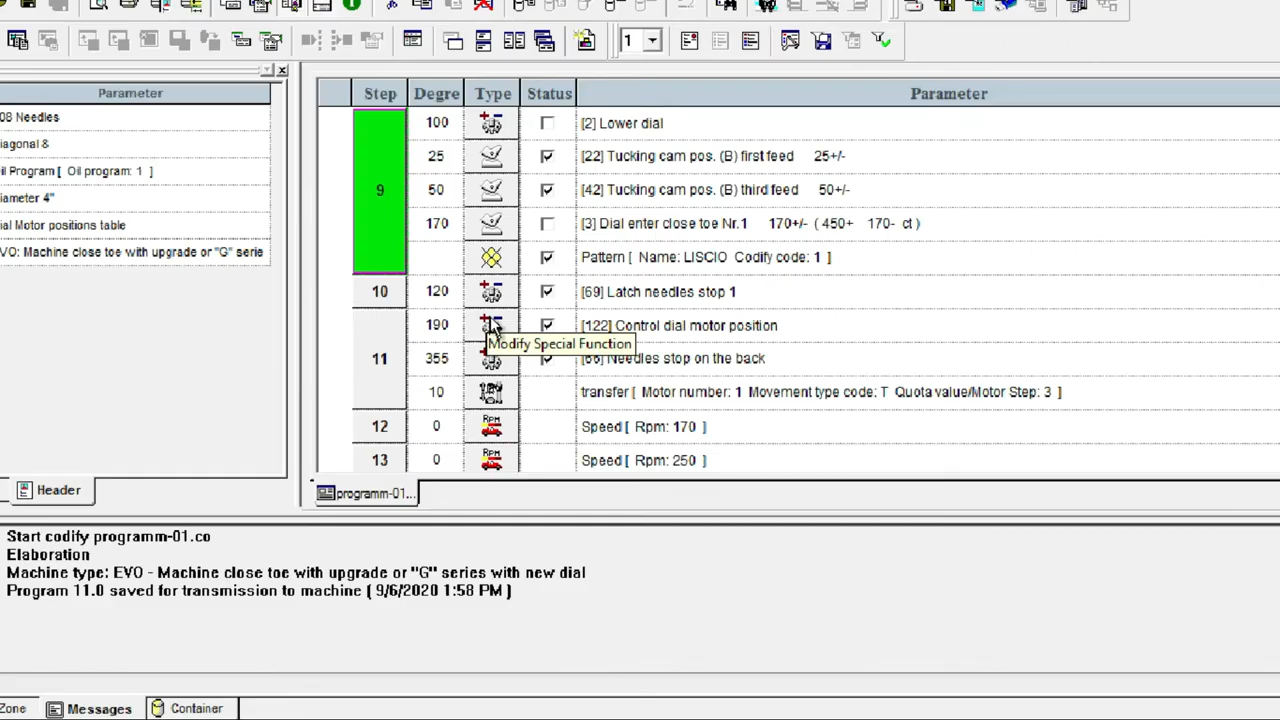 1
Parameter
08 Needles
iagonal &
il Program [ Oil program: 1 ]
iameter 4"
ial Motor positions table
VO: Machine close toe with upgrade or "G" serie
Header
Step Degre Type Status Parameter
9
100 [2] Lower dial
25 [22] Tucking cam pos. (B) first feed 25+/-
50 [42] Tucking cam pos. (B) third feed 50+/-
170 [3] Dial enter close toe Nr.1 170+/- ( 450+ 170- ct )
Pattern [ Name: LISCIO Codify code: 1 ]
10 120 [69] Latch needles stop 1
11
190 [122] Control dial motor position
Modify Special Function
355 Needles stop on the back
10 transfer [ Motor number: 1 Movement type code: T Quota value/Motor Step: 3 ]
12 0 Rpm Speed [ Rpm: 170 ]
13 0 Rpm Speed [ Rpm: 250 ]
programm-01...
Start codify programm-01.co
Elaboration
Machine type: EVO - Machine close toe with upgrade or "G" series with new dial
Program 11.0 saved for transmission to machine ( 9/6/2020 1:58 PM )
Zone Messages Container